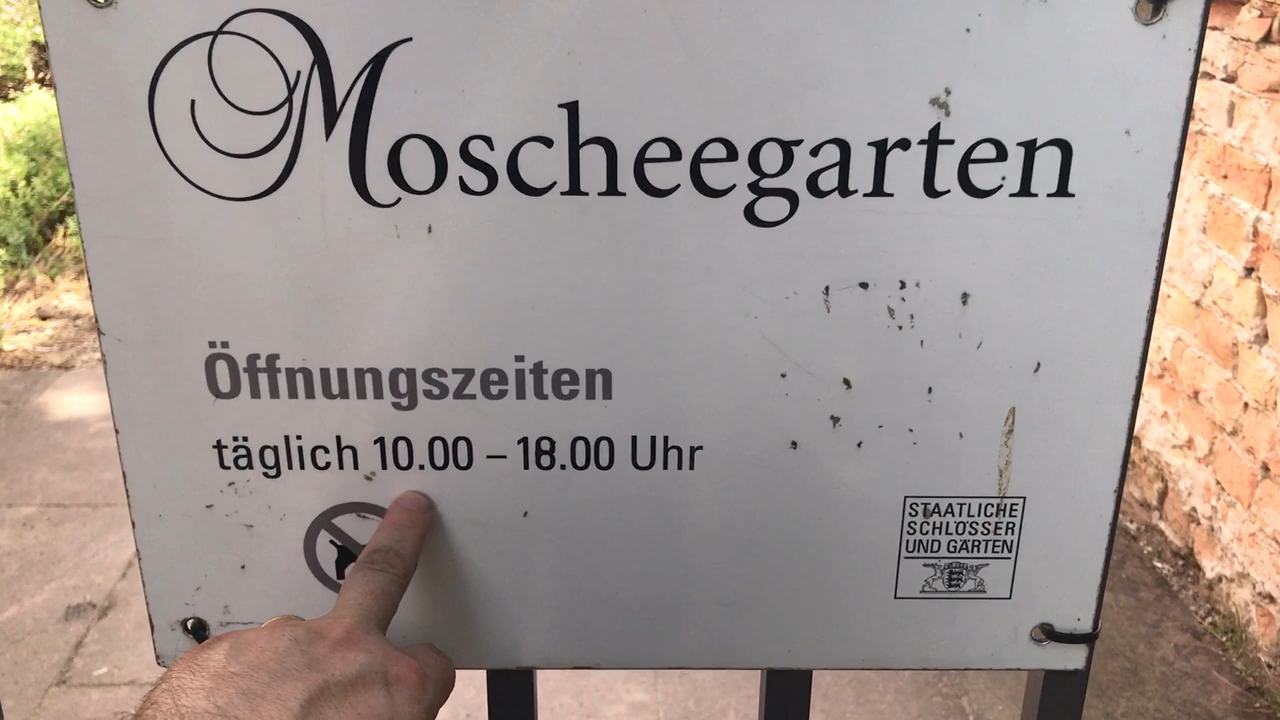 Moscheegarten
Öffnungszeiten
täglich 10.00 – 18.00 Uhr
STAATLICHE
SCHLÖSSER
UND GÄRTEN